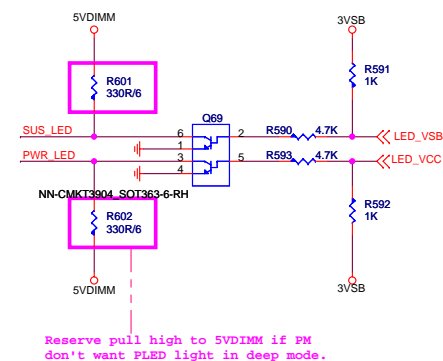 5VDIMM
3VSB
R601
330R/6
R591
1K
Q69
SUS_LED
6
2
R590
4.7K
LED_VSB
1
PWR_LED
3
5
R593
4.7K
LED_VCC
4
NN-CMKT3904_SOT363-6-RH
R602
330R/6
R592
1K
5VDIMM
3VSB
Reserve pull high to 5VDIMM if PM
don't want PLED light in deep mode.